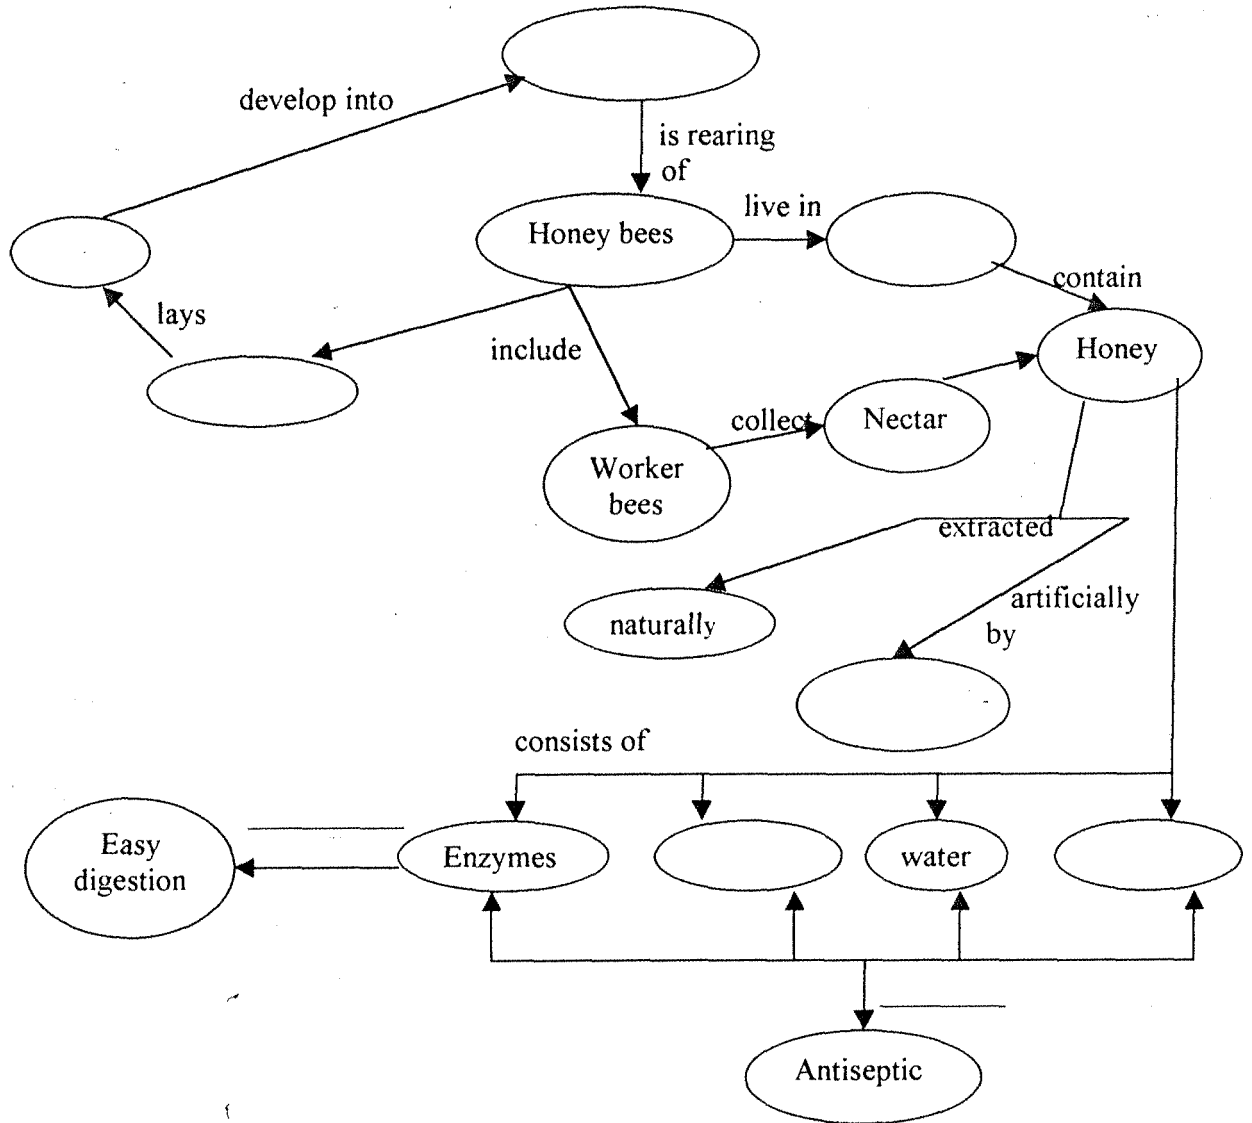 develop into
is rearing
of
Honey bees
live in
contain
lays
include
Honey
collect
Nectar
Worker
bees
extracted
naturally
artificially
by
consists of
Easy
digestion
Enzymes
water
Antiseptic